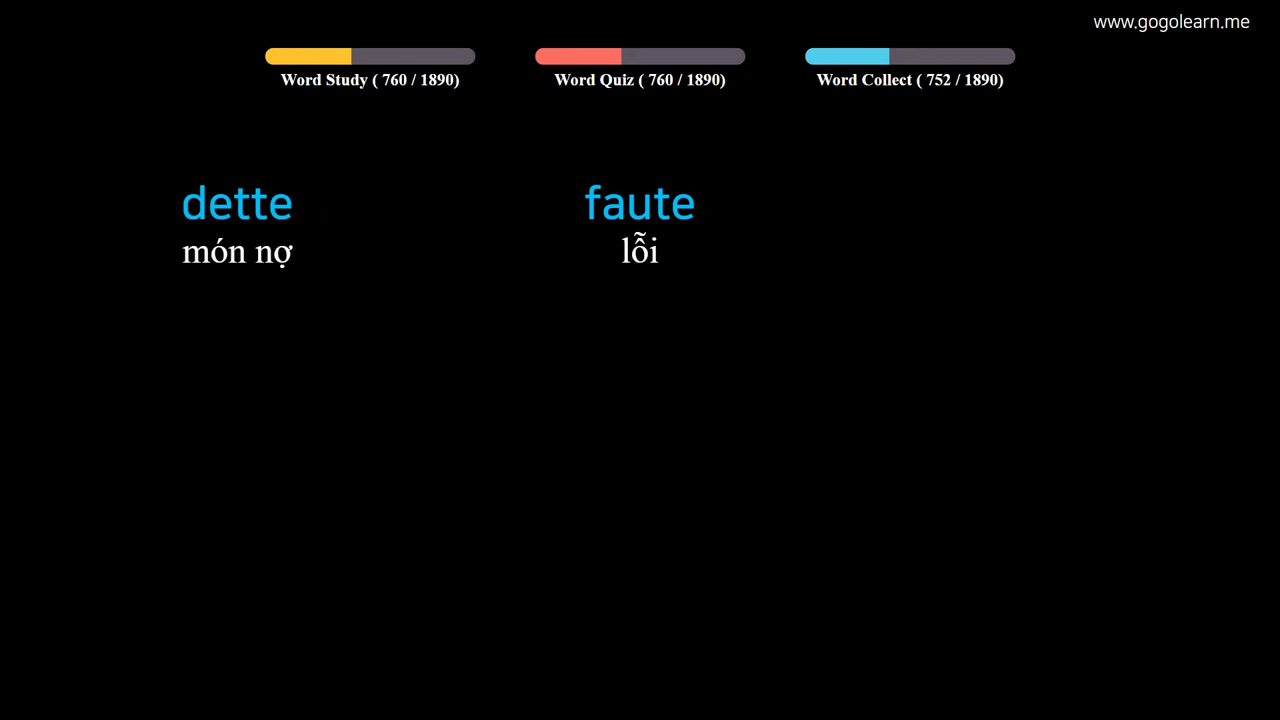 www.gogolearn.me
Word Study ( 760 / 1890)
Word Quiz ( 760 / 1890)
Word Collect ( 752 / 1890)
dette
món nợ
faute
lỗi